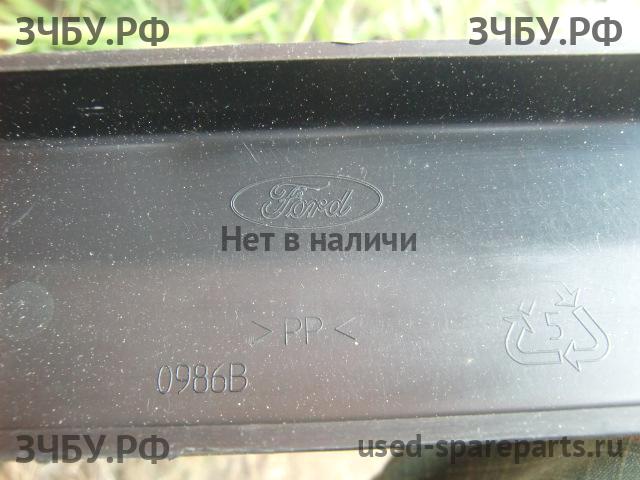 ЗЧБУ.РФ ЗЧБУ.РФ
Ford
Нет в наличи
>PP<
5
0986B
ЗЧБУ.РФ used-spareparts.ru